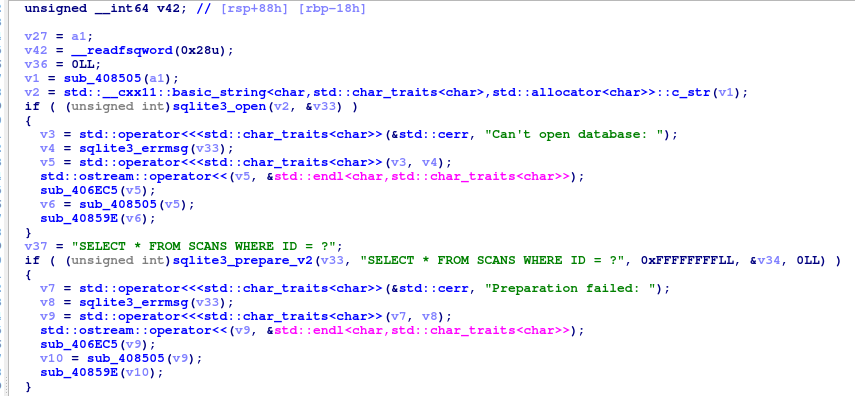 unsigned __int64 v42; // [rsp+88h] [rbp-18h]
v27 = a1;
v42 = __readfsqword(0x28u);
v36 = 0LL;
v1 = sub_408505(a1);
v2 = std::__cxx11::basic_string<char,std::char_traits<char>,std::allocator<char>>::c_str(v1);
if ( (unsigned int)sqlite3_open(v2, &v33) )
{
v3 = std::operator<<<std::char_traits<char>>(&std::cerr, "Can't open database: ");
v4 = sqlite3_errmsg(v33);
v5 = std::operator<<<std::char_traits<char>>(v3, v4);
std::ostream::operator<<(v5, &std::endl<char,std::char_traits<char>>);
sub_406EC5(v5);
v6 = sub_408505(v5);
sub_40859E(v6);
}
v37 = "SELECT * FROM SCANS WHERE ID = ?";
if ( (unsigned int)sqlite3_prepare_v2(v33, "SELECT * FROM SCANS WHERE ID = ?", 0xFFFFFFFFLL, &v34, 0LL) )
{
v7 = std::operator<<<std::char_traits<char>>(&std::cerr, "Preparation failed: ");
v8 = sqlite3_errmsg(v33);
v9 = std::operator<<<std::char_traits<char>>(v7, v8);
std::ostream::operator<<(v9, &std::endl<char,std::char_traits<char>>);
sub_406EC5(v9);
v10 = sub_408505(v9);
sub_40859E(v10);
}